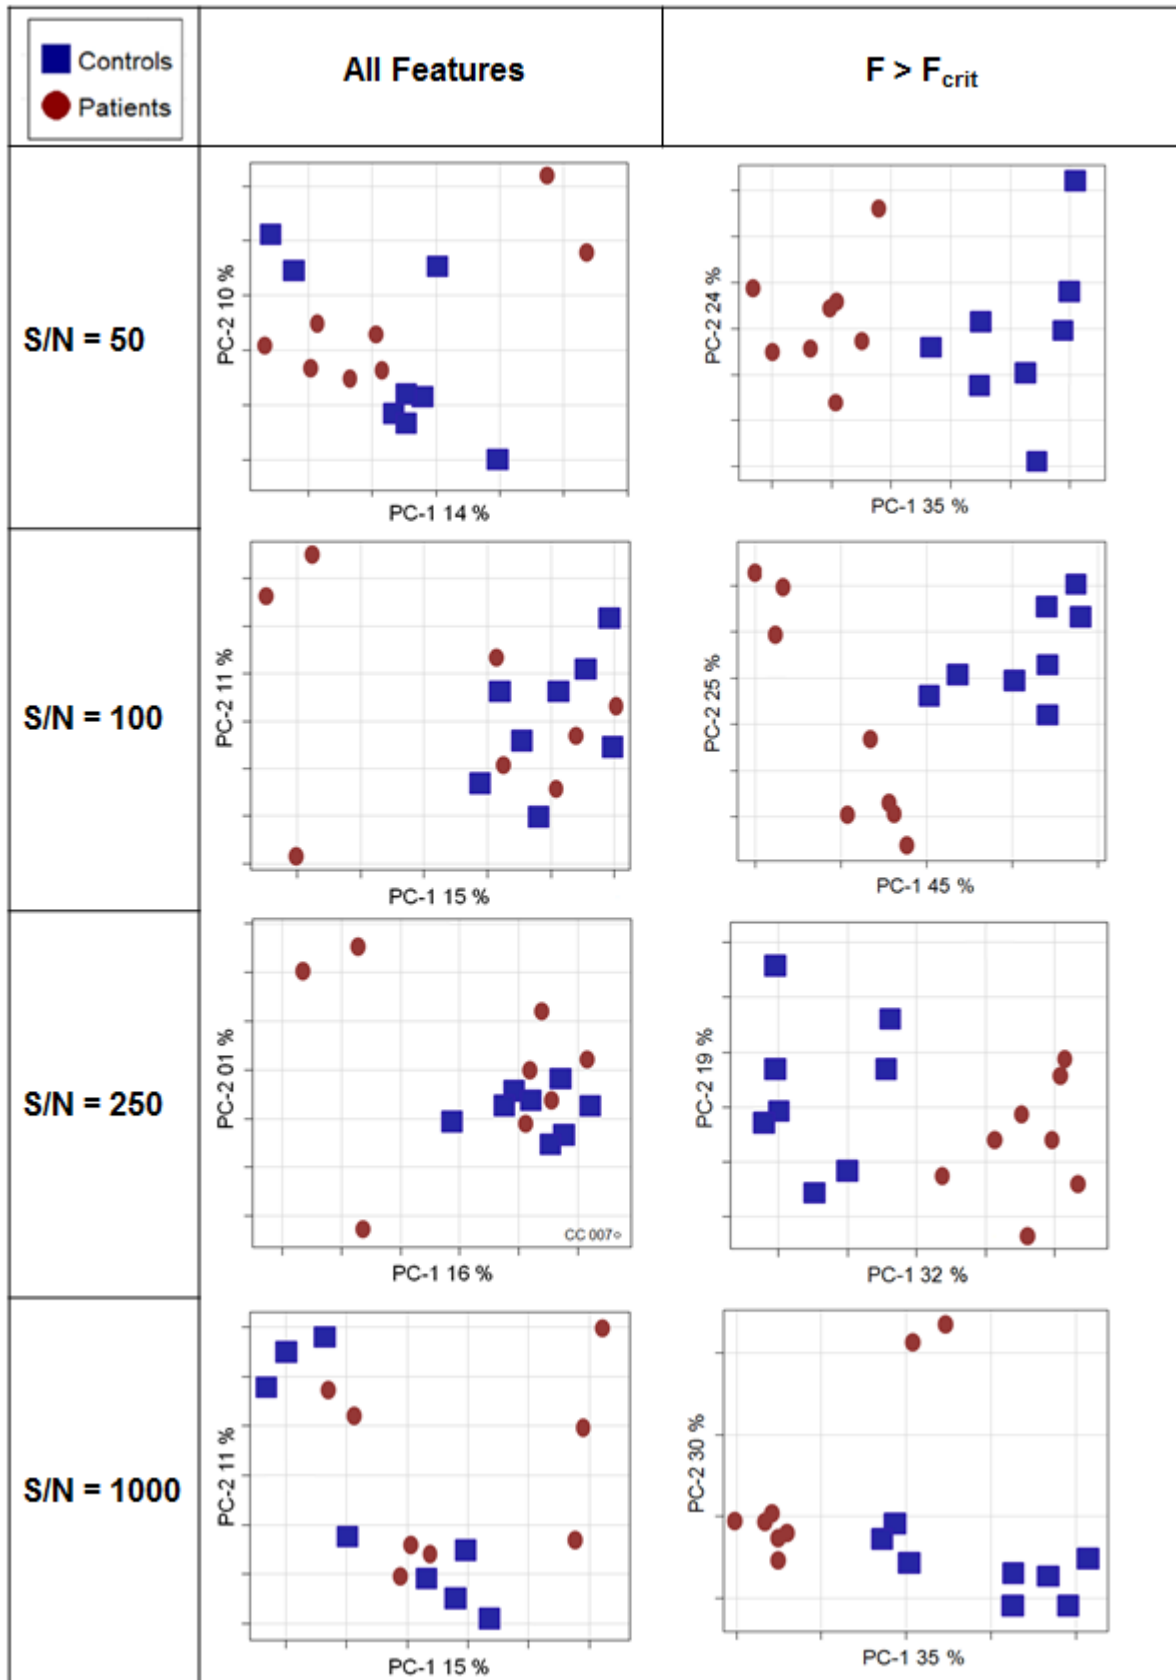 Controls
Patients
All Features
F > Fcrit
S/N = 50
PC-2 10 %
PC-1 14 %
PC-2 24 %
PC-1 35 %
S/N = 100
PC-2 11 %
PC-1 15 %
PC-2 25 %
PC-1 45 %
S/N = 250
PC-2 01 %
CC 007
PC-1 16 %
PC-2 19 %
PC-1 32 %
S/N = 1000
PC-2 11 %
PC-1 15 %
PC-2 30 %
PC-1 35 %